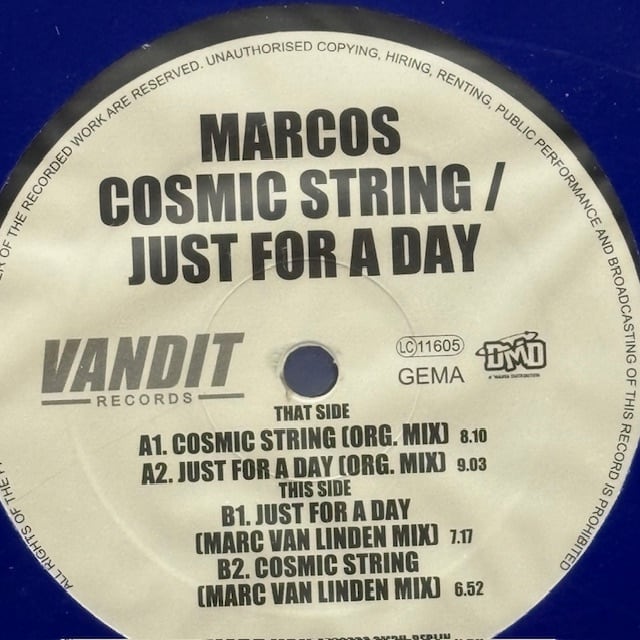 ER OF THE RECORDED WORK ARE RESERVED. UNAUTHORISED COPYING, HIRING, RENTING, PUBLIC PERFORMANCE AND BROADCASTING OF THIS RECORD IS PROHIBITED
MARCOS
COSMIC STRING /
JUST FOR A DAY
VANDIT
RECORDS
LC 11605
GEMA
DMD
THAT SIDE
A1. COSMIC STRING (ORG. MIX) 8.10
A2. JUST FOR A DAY (ORG. MIX) 9.03
THIS SIDE
B1. JUST FOR A DAY
(MARC VAN LINDEN MIX) 7.17
B2. COSMIC STRING
(MARC VAN LINDEN MIX) 6.52
ALL RIGHTS OF THE